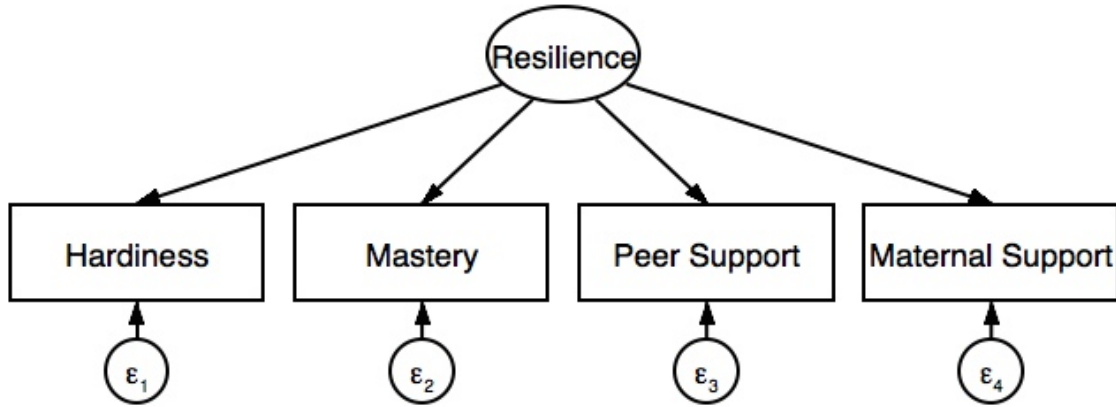 Resilience
Hardiness
Mastery
Peer Support
Maternal Support
ε₁
ε₂
ε₃
ε₄